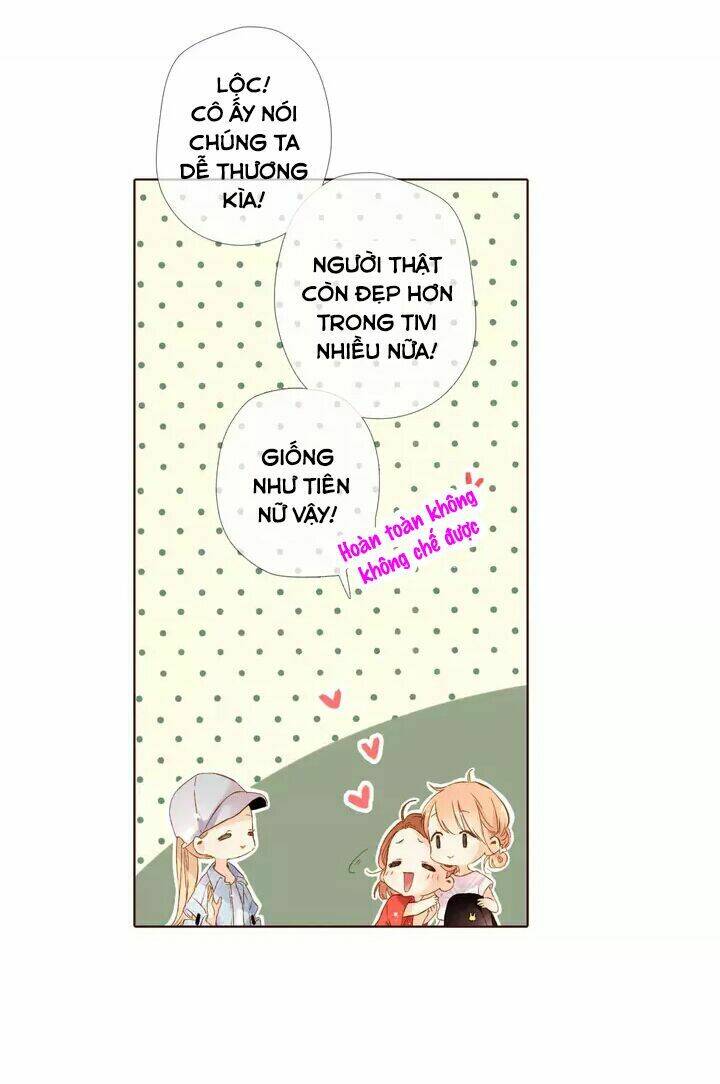 LỘC!
CÔ ẤY NÓI
CHÚNG TA
DỄ THƯƠNG
KÌA!
NGƯỜI THẬT
CÒN ĐẸP HƠN
TRONG TIVI
NHIỀU NỮA!
GIỐNG
NHƯ TIÊN
NỮ VẬY!
Hoàn toàn không
không chế được